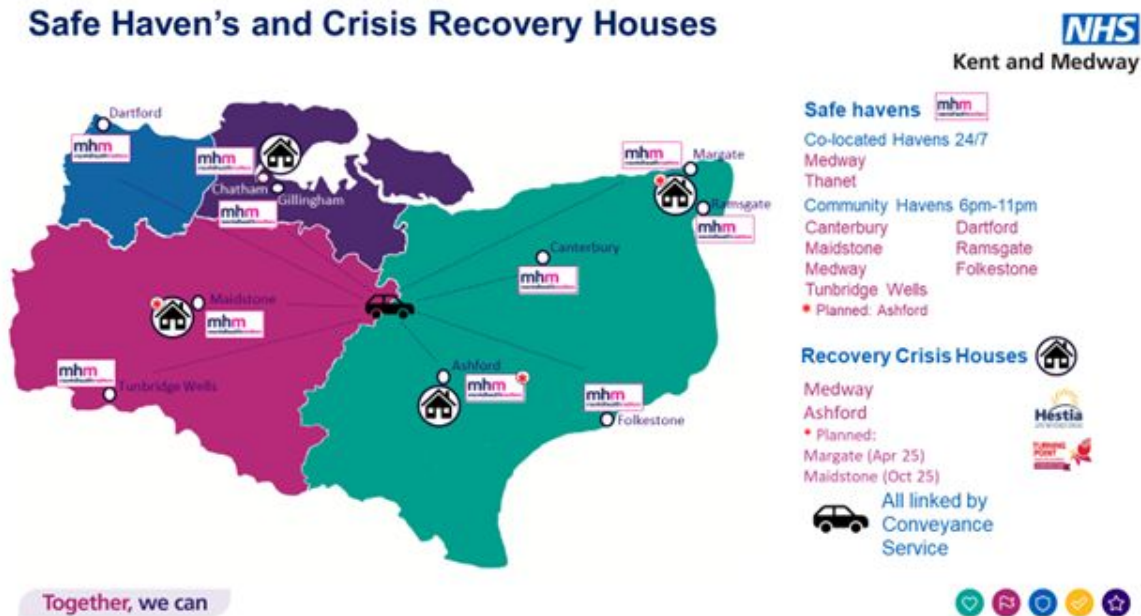 Safe Haven's and Crisis Recovery Houses
NHS
Kent and Medway
Dartford
mhm
mhm
Chatham
Gillingham
mhm
mhm
Margate
Ramsgate
mhm
Canterbury
mhm
Maidstone
mhm
mhm
Tunbridge Wells
Ashford
mhm
mhm
Folkestone
Safe havens
mhm
Co-located Havens 24/7
Medway
Thanet
Community Havens 6pm-11pm
Canterbury Dartford
Maidstone Ramsgate
Medway Folkestone
Tunbridge Wells
* Planned: Ashford
Recovery Crisis Houses
Medway
Ashford
* Planned:
Margate (Apr 25)
Maidstone (Oct 25)
Hestia
TURNING POINT
All linked by
Conveyance
Service
Together, we can